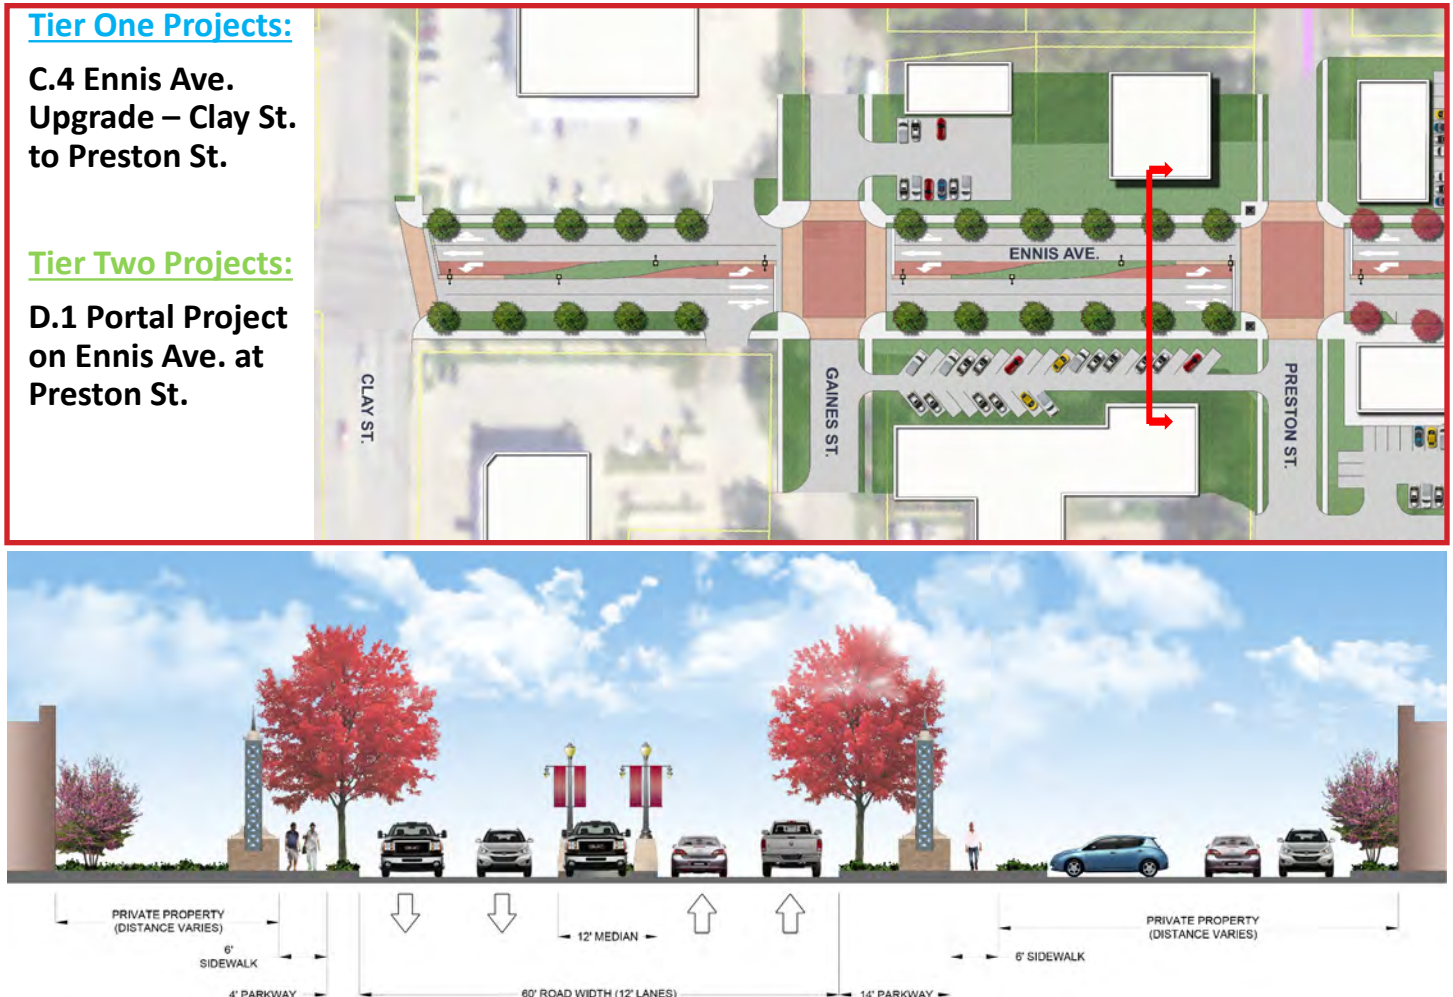 Tier One Projects:
C.4 Ennis Ave.
Upgrade – Clay St.
to Preston St.
Tier Two Projects:
D.1 Portal Project
on Ennis Ave. at
Preston St.
ENNIS AVE.
CLAY ST.
GAINES ST.
PRESTON ST.
PRIVATE PROPERTY
(DISTANCE VARIES)
6'
SIDEWALK
4' PARKWAY
12' MEDIAN
60' ROAD WIDTH (12' LANES)
14' PARKWAY
6' SIDEWALK
PRIVATE PROPERTY
(DISTANCE VARIES)